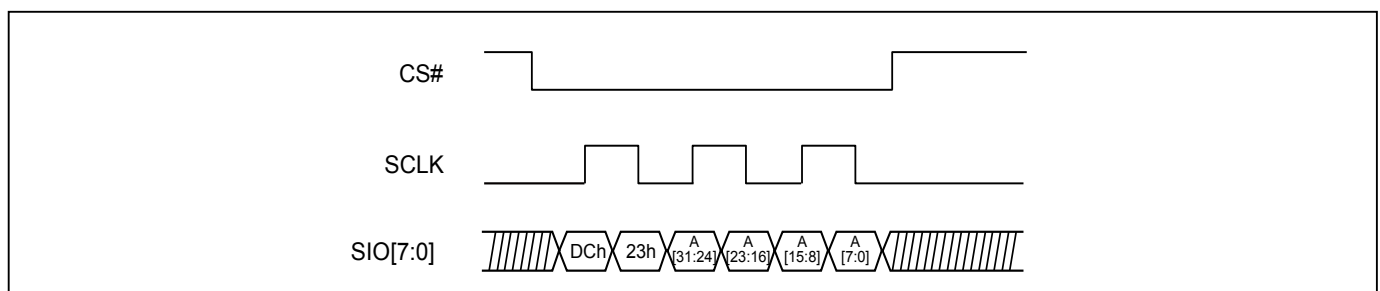 CS#
SCLK
SIO[7:0]
DCh 23h A [31:24] A [23:16] A [15:8] A [7:0]